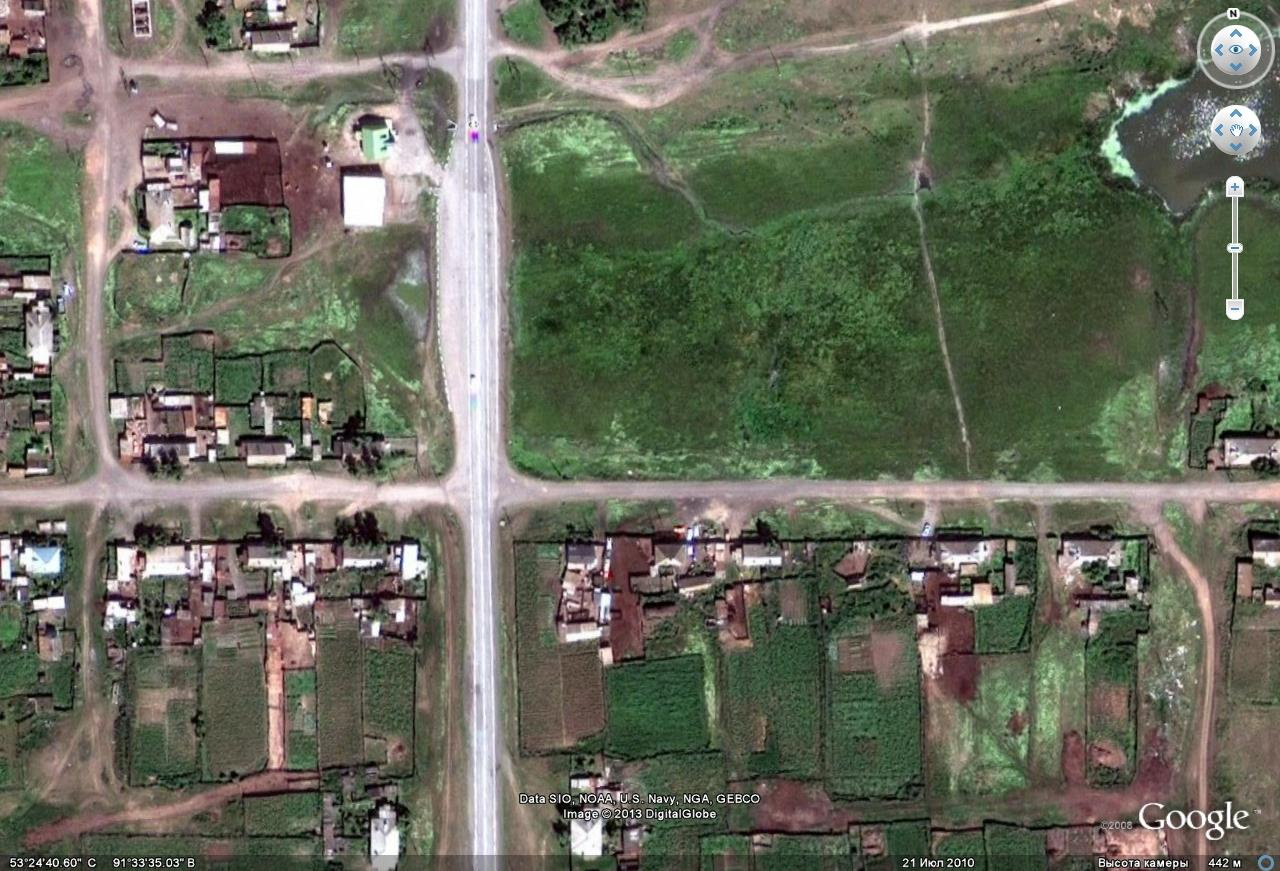 N
Data SIO, NOAA, U.S. Navy, NGA, GEBCO
Image © 2013 DigitalGlobe
©2008 Google™
53°24'40.60" С 91°33'35.03" В 21 Июл 2010 Высота камеры 442 м